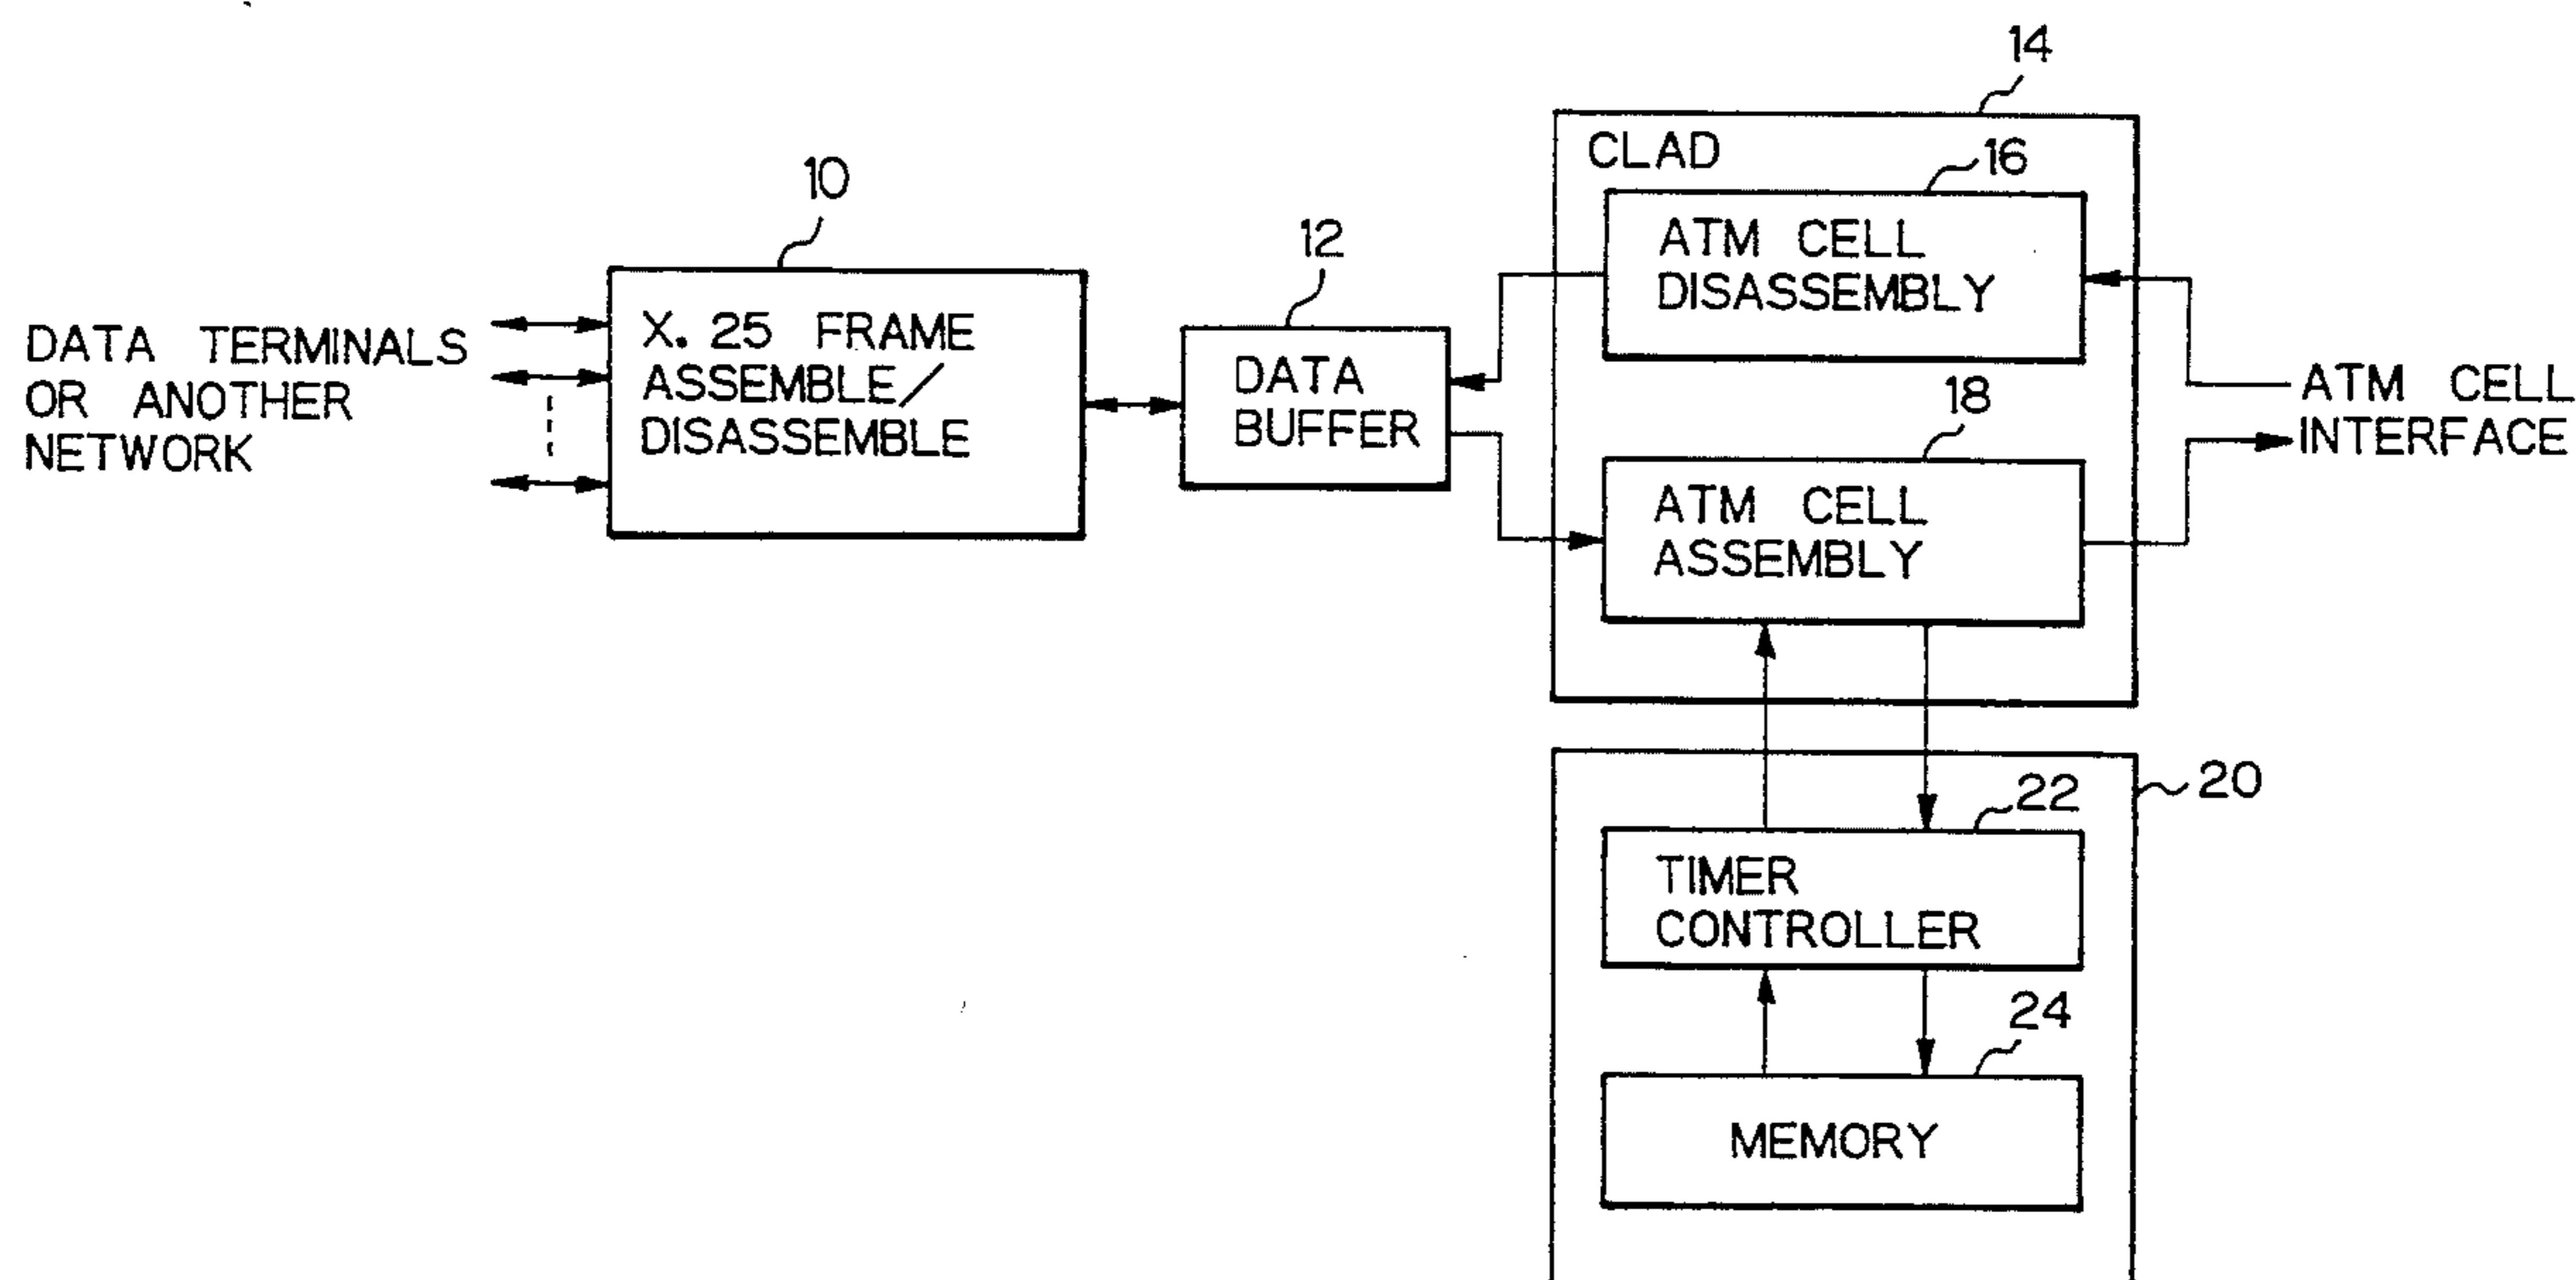 14
CLAD
16
10
ATM CELL
DISASSEMBLY
12
DATA TERMINALS
OR ANOTHER
NETWORK
X. 25 FRAME
ASSEMBLE/
DISASSEMBLE
DATA
BUFFER
ATM CELL
INTERFACE
18
ATM CELL
ASSEMBLY
20
22
TIMER
CONTROLLER
24
MEMORY